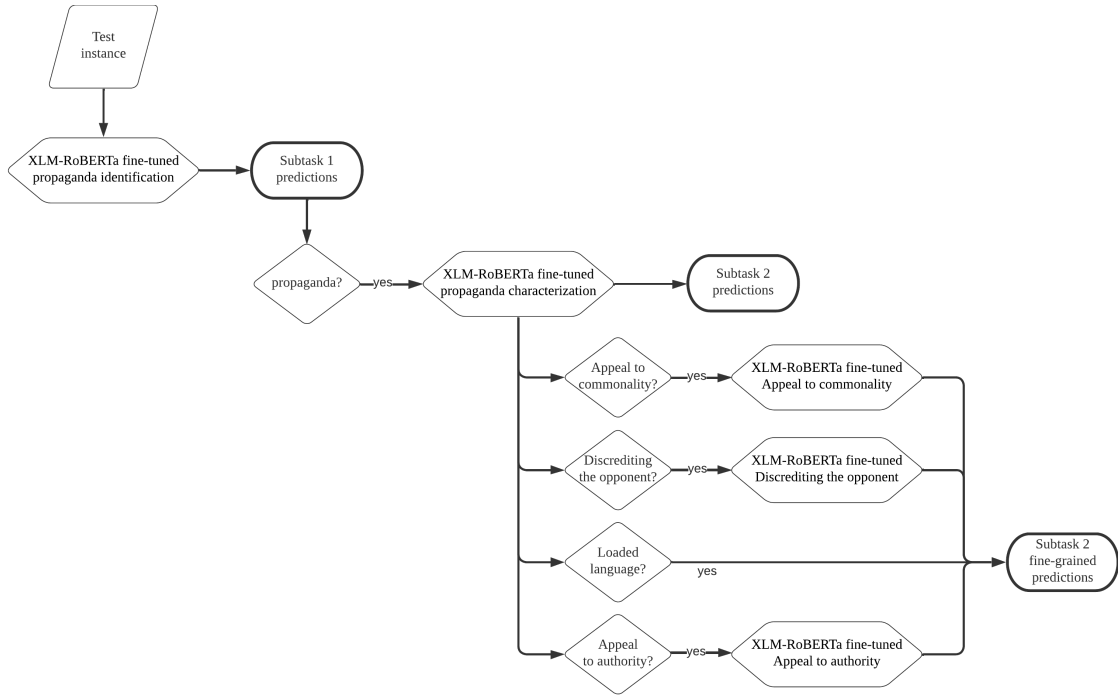 Test
instance
XLM-RoBERTa fine-tuned
propaganda identification
Subtask 1
predictions
propaganda?
yes
XLM-RoBERTa fine-tuned
propaganda characterization
Subtask 2
predictions
Appeal to
commonality?
yes
XLM-RoBERTa fine-tuned
Appeal to commonality
Discrediting
the opponent?
yes
XLM-RoBERTa fine-tuned
Discrediting the opponent
Loaded
language?
yes
Subtask 2
fine-grained
predictions
Appeal
to authority?
yes
XLM-RoBERTa fine-tuned
Appeal to authority